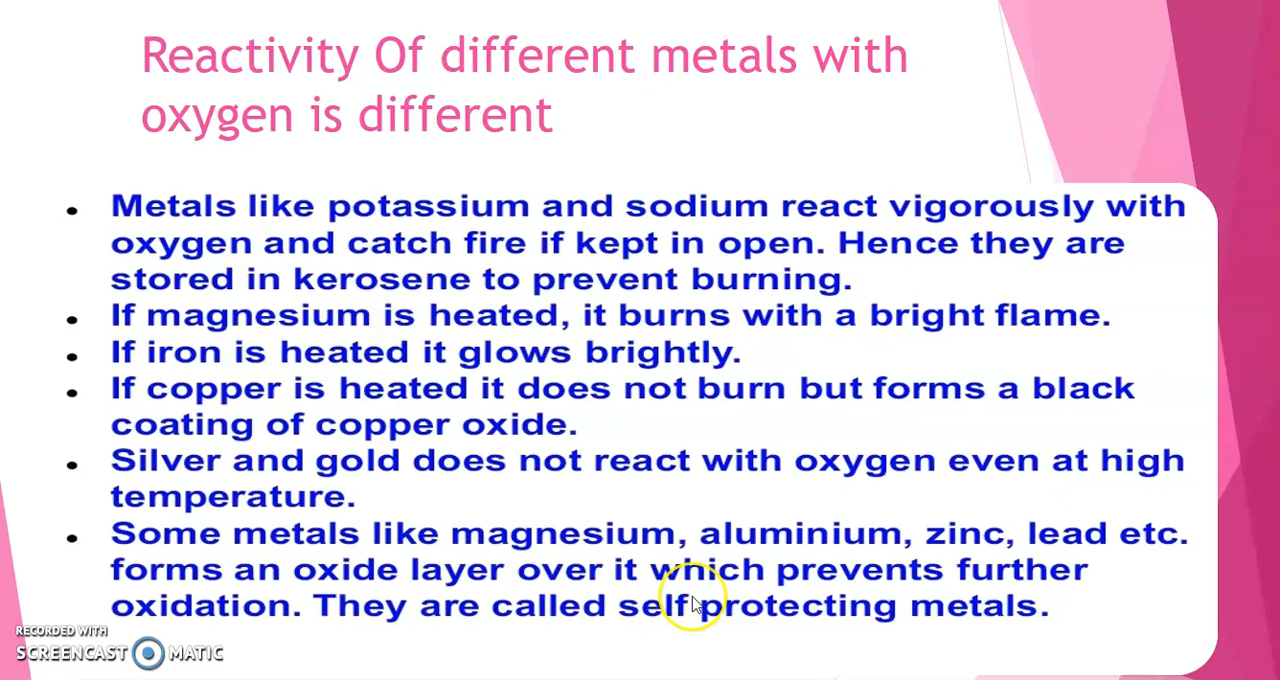 Reactivity Of different metals with
oxygen is different
Metals like potassium and sodium react vigorously with
oxygen and catch fire if kept in open. Hence they are
stored in kerosene to prevent burning.
If magnesium is heated, it burns with a bright flame.
If iron is heated it glows brightly.
If copper is heated it does not burn but forms a black
coating of copper oxide.
Silver and gold does not react with oxygen even at high
temperature.
Some metals like magnesium, aluminium, zinc, lead etc.
forms an oxide layer over it which prevents further
oxidation. They are called self protecting metals.
RECORDED WITH
SCREENCAST MATIC